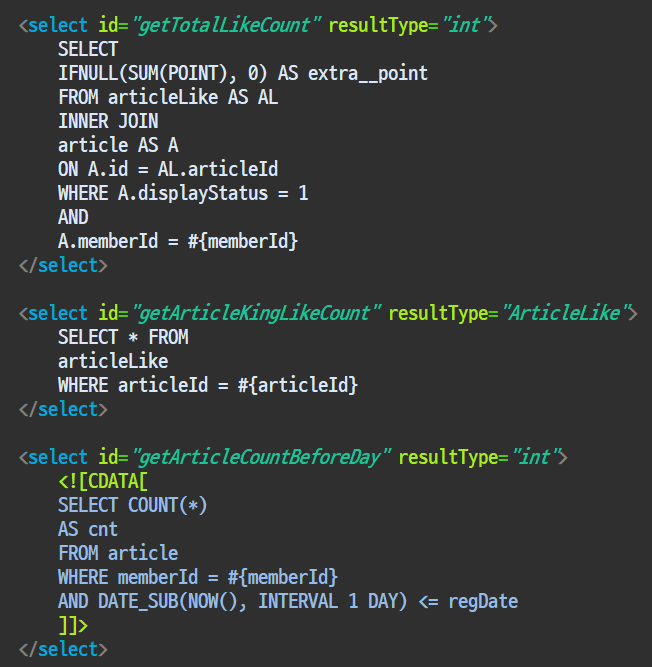 <select id="getTotalLikeCount" resultType="int">
SELECT
IFNULL(SUM(POINT), 0) AS extra__point
FROM articleLike AS AL
INNER JOIN
article AS A
ON A.id = AL.articleId
WHERE A.displayStatus = 1
AND
A.memberId = #{memberId}
</select>
<select id="getArticleKingLikeCount" resultType="ArticleLike">
SELECT * FROM
articleLike
WHERE articleId = #{articleId}
</select>
<select id="getArticleCountBeforeDay" resultType="int">
<![CDATA[
SELECT COUNT(*)
AS cnt
FROM article
WHERE memberId = #{memberId}
AND DATE_SUB(NOW(), INTERVAL 1 DAY) <= regDate
]]>
</select>